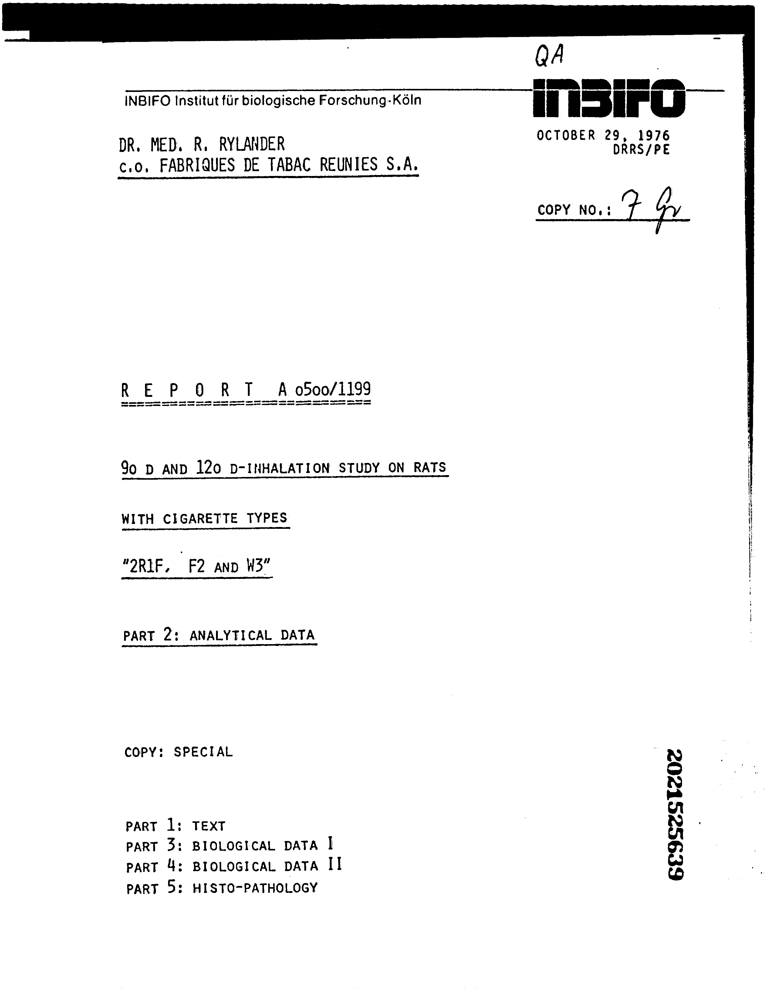 QA
INBIFO Institut für biologische Forschung·Köln
INBIFO
OCTOBER 29, 1976
DRRS/PE
DR. MED. R. RYLANDER
c.o. FABRIQUES DE TABAC REUNIES S.A.
COPY NO.: 7
R E P O R T A o5oo/1199
9o D AND 12o D-INHALATION STUDY ON RATS
WITH CIGARETTE TYPES
"2R1F, F2 AND W3"
PART 2: ANALYTICAL DATA
COPY: SPECIAL
PART 1: TEXT
PART 3: BIOLOGICAL DATA I
PART 4: BIOLOGICAL DATA II
PART 5: HISTO-PATHOLOGY
2021525639